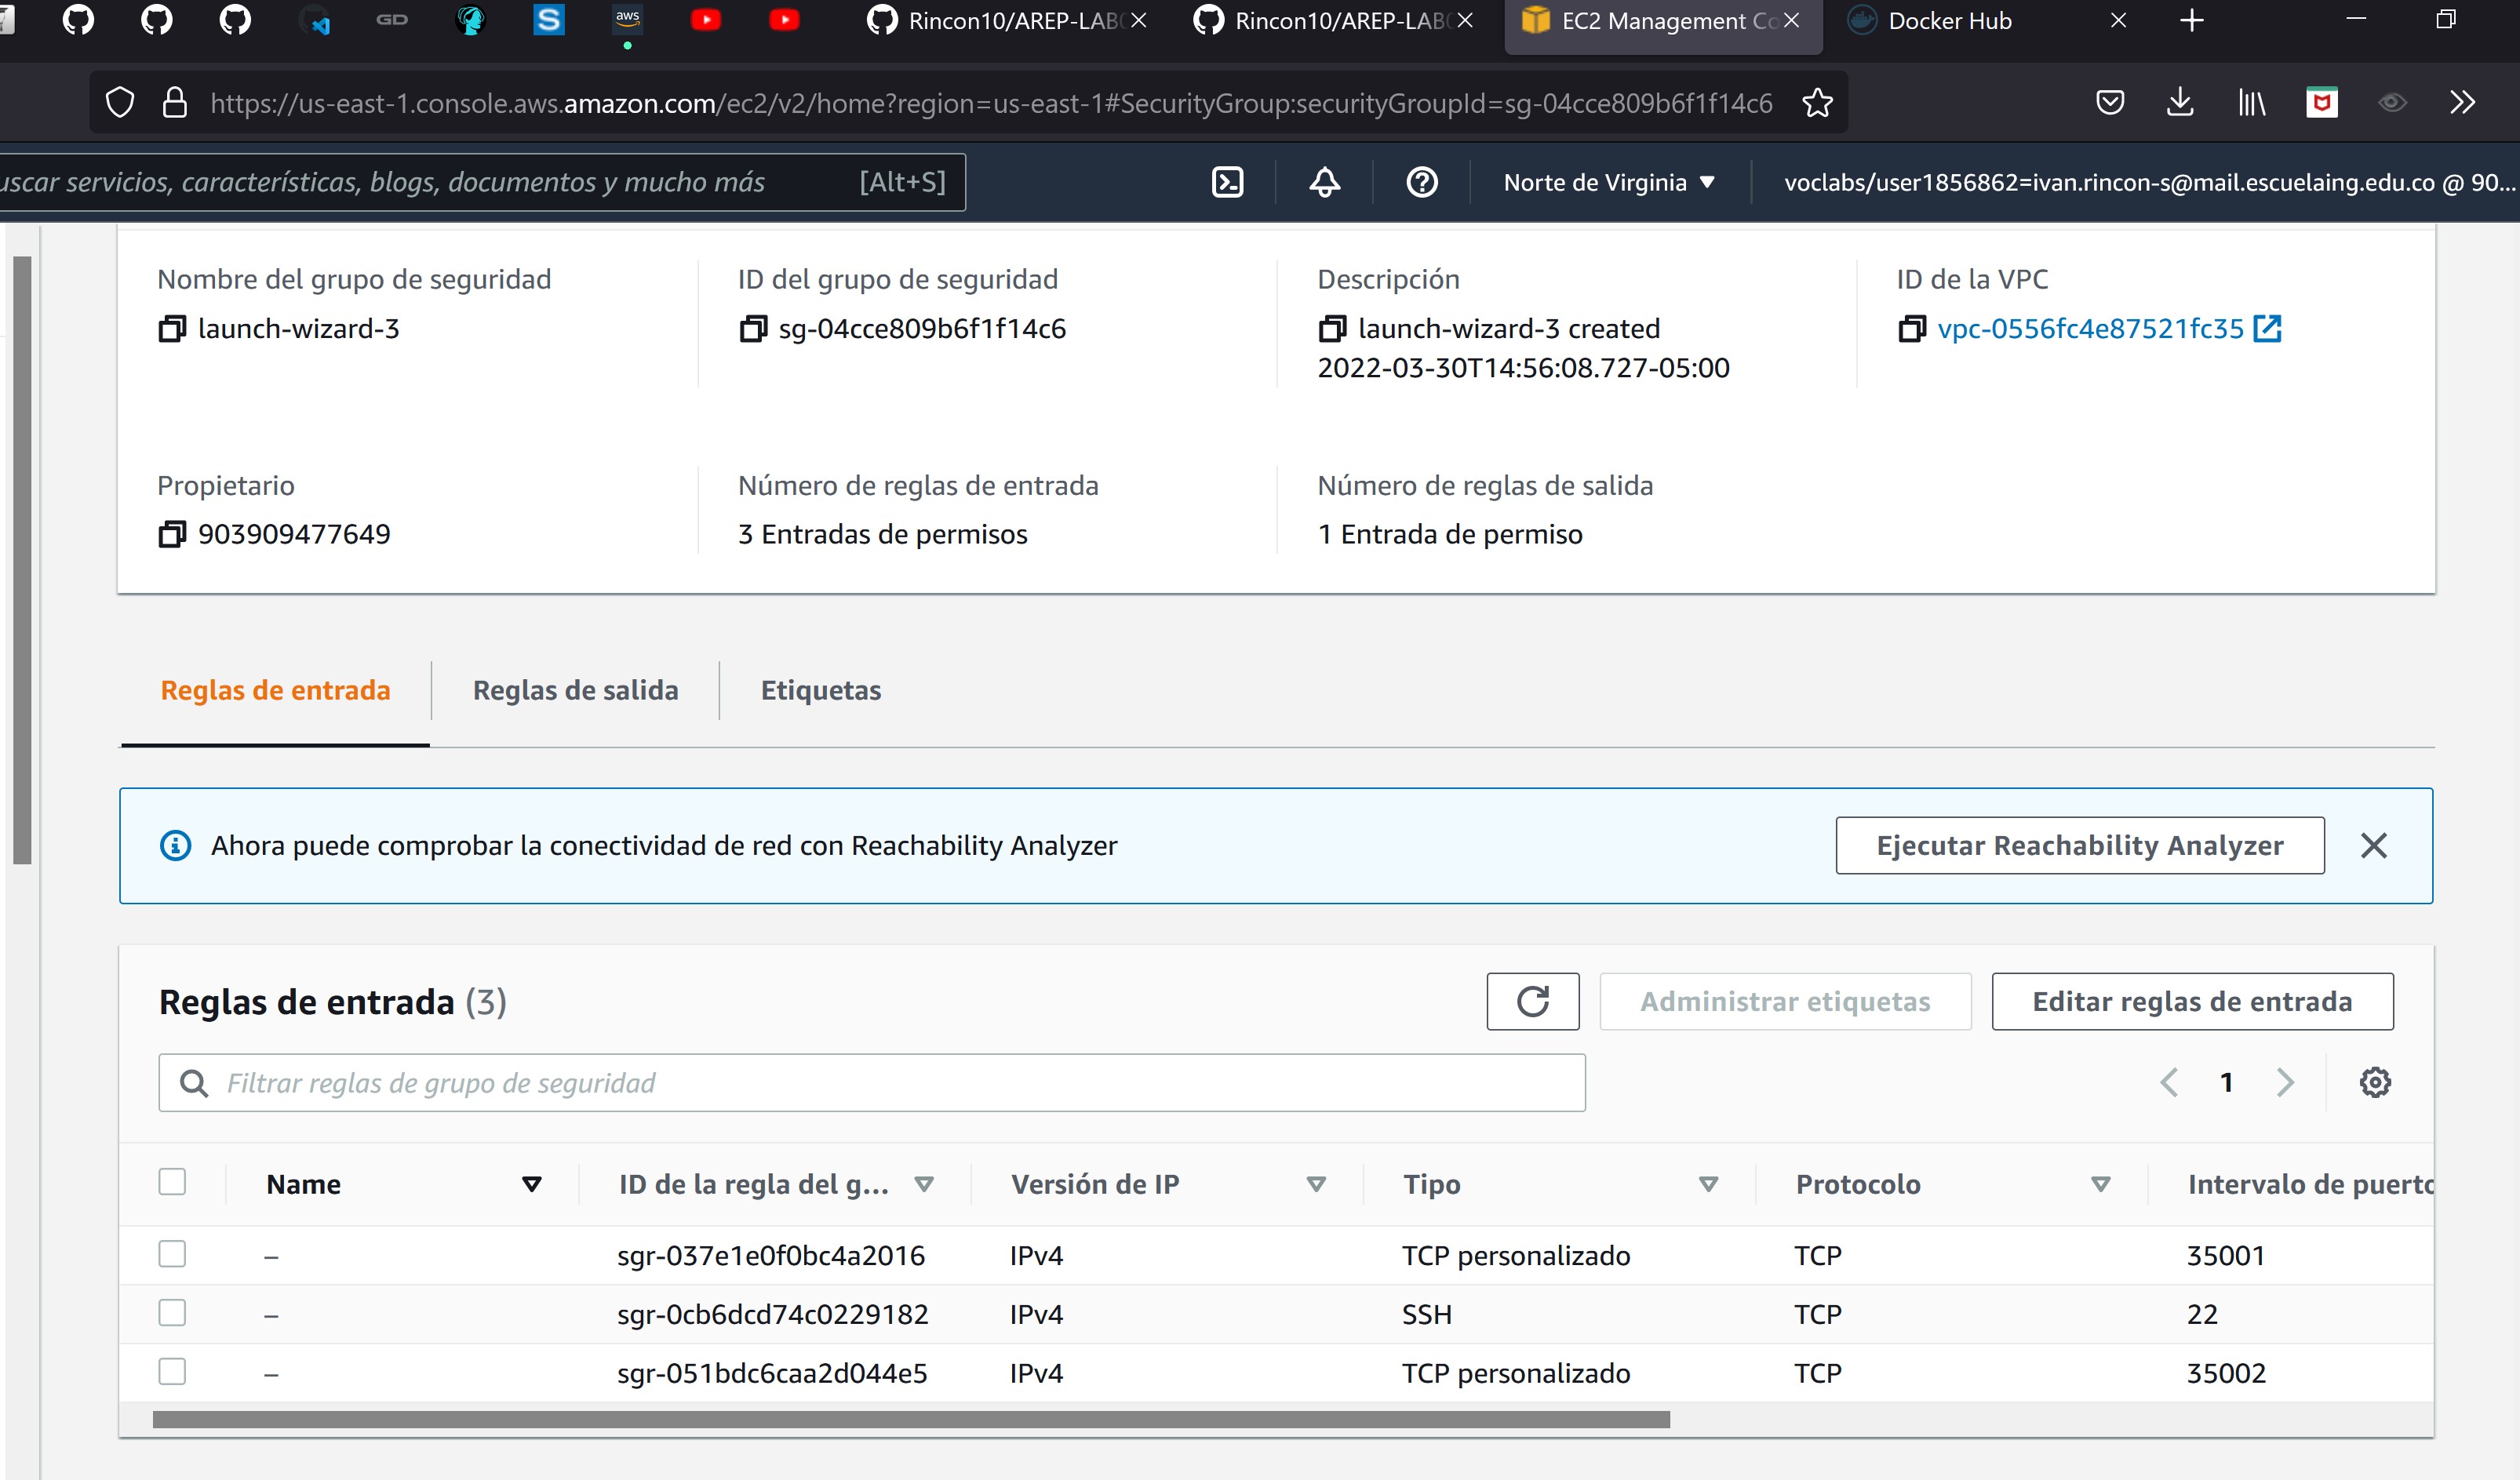 GD
S
aws
Rincon10/AREP-LAB
Rincon10/AREP-LAB
EC2 Management Co
Docker Hub
https://us-east-1.console.aws.amazon.com/ec2/v2/home?region=us-east-1#SecurityGroup:securityGroupId=sg-04cce809b6f1f14c6
uscar servicios, características, blogs, documentos y mucho más
[Alt+S]
Norte de Virginia
voclabs/user1856862=ivan.rincon-s@mail.escuelaing.edu.co @ 90...
Nombre del grupo de seguridad
launch-wizard-3
ID del grupo de seguridad
sg-04cce809b6f1f14c6
Descripción
launch-wizard-3 created
2022-03-30T14:56:08.727-05:00
ID de la VPC
vpc-0556fc4e87521fc35
Propietario
903909477649
Número de reglas de entrada
3 Entradas de permisos
Número de reglas de salida
1 Entrada de permiso
Reglas de entrada
Reglas de salida
Etiquetas
Ahora puede comprobar la conectividad de red con Reachability Analyzer
Ejecutar Reachability Analyzer
Reglas de entrada (3)
Administrar etiquetas
Editar reglas de entrada
Filtrar reglas de grupo de seguridad
1
Name
ID de la regla del g...
Versión de IP
Tipo
Protocolo
Intervalo de puerto
– sgr-037e1e0f0bc4a2016 IPv4 TCP personalizado TCP 35001
– sgr-0cb6dcd74c0229182 IPv4 SSH TCP 22
– sgr-051bdc6caa2d044e5 IPv4 TCP personalizado TCP 35002